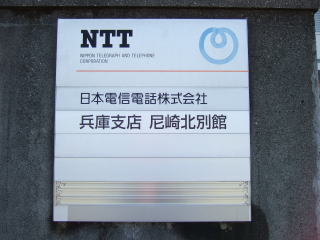 NTT
NIPPON TELEGRAPH AND TELEPHONE
CORPORATION
日本電信電話株式会社
兵庫支店 尼崎北別館